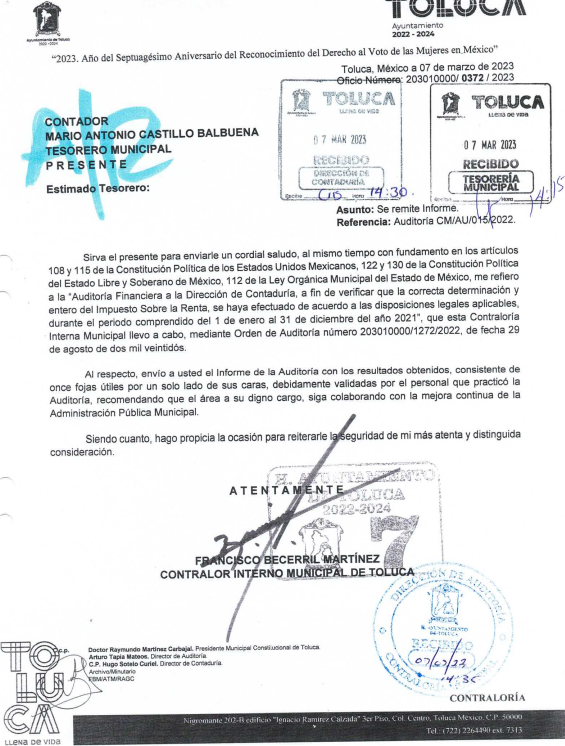 Ayuntamiento de Toluca
2022 - 2024
TOLUCA
Ayuntamiento
2022 - 2024
“2023. Año del Septuagésimo Aniversario del Reconocimiento del Derecho al Voto de las Mujeres en México”
Toluca, México a 07 de marzo de 2023
Oficio Número: 203010000/ 0372 / 2023
TOLUCA
LLENA DE VIDA
07 MAR 2023
RECIBIDO
DIRECCIÓN DE
CONTADURÍA
Recibe Hora 14:30
TOLUCA
LLENA DE VIDA
07 MAR 2023
RECIBIDO
TESORERÍA
MUNICIPAL
Recibe Hora 14:15
CONTADOR
MARIO ANTONIO CASTILLO BALBUENA
TESORERO MUNICIPAL
P R E S E N T E
Estimado Tesorero:
Asunto: Se remite Informe.
Referencia: Auditoría CM/AU/015/2022.
Sirva el presente para enviarle un cordial saludo, al mismo tiempo con fundamento en los artículos
108 y 115 de la Constitución Política de los Estados Unidos Mexicanos, 122 y 130 de la Constitución Política
del Estado Libre y Soberano de México, 112 de la Ley Orgánica Municipal del Estado de México, me refiero
a la “Auditoría Financiera a la Dirección de Contaduría, a fin de verificar que la correcta determinación y
entero del Impuesto Sobre la Renta, se haya efectuado de acuerdo a las disposiciones legales aplicables,
durante el periodo comprendido del 1 de enero al 31 de diciembre del año 2021”, que esta Contraloría
Interna Municipal llevo a cabo, mediante Orden de Auditoría número 203010000/1272/2022, de fecha 29
de agosto de dos mil veintidós.
Al respecto, envío a usted el Informe de la Auditoría con los resultados obtenidos, consistente de
once fojas útiles por un solo lado de sus caras, debidamente validadas por el personal que practicó la
Auditoría, recomendando que el área a su digno cargo, siga colaborando con la mejora continua de la
Administración Pública Municipal.
Siendo cuanto, hago propicia la ocasión para reiterarle la seguridad de mi más atenta y distinguida
consideración.
H. AYUNTAMIENTO
DE TOLUCA
2022-2024
7
A T E N T A M E N T E
FRANCISCO BECERRIL MARTÍNEZ
CONTRALOR INTERNO MUNICIPAL DE TOLUCA
DIRECCIÓN DE AUDITORÍA
H. AYUNTAMIENTO
DE TOLUCA
RECIBIDO
07/03/23
14:35
CONTRALORÍA
c.p. Doctor Raymundo Martínez Carbajal. Presidente Municipal Constitucional de Toluca.
Arturo Tapia Mateos. Director de Auditoría.
C.P. Hugo Sotelo Curiel. Director de Contaduría.
Archivo/Minutario
FBM/ATM/RAGC
TOLUCA
LLENA DE VIDA
CONTRALORÍA
Nigromante 202-B edificio "Ignacio Ramírez Calzada" 3er Piso, Col. Centro, Toluca México. C.P. 50000
Tel.: (722) 2264490 ext. 7313